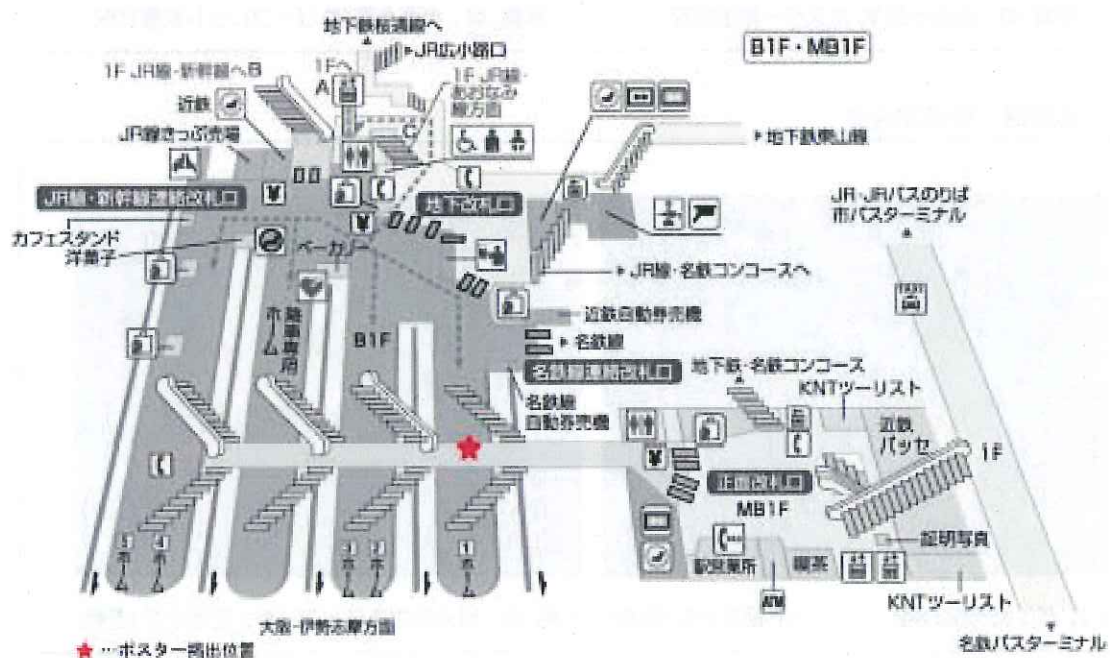 地下鉄桜通線へ
▶JR広小路口
B1F・MB1F
1F JR線・新幹線へB
1Fへ
A
1F JR線・
あおなみ
線方面
近鉄
C
JR線きっぷ売場
▶地下鉄東山線
JR線・新幹線連絡改札口
地下改札口
JR・JRバスのりば
市バスターミナル
カフェスタンド
洋菓子
ベーカリー
▶JR線・名鉄コンコースへ
TAXI
降車専用
ホーム
B1F
近鉄自動券売機
▶名鉄線
名鉄線連絡改札口
地下鉄・名鉄コンコース
KNTツーリスト
名鉄線
自動券売機
近鉄
パッセ
1F
正面改札口
MB1F
証明写真
駅営業所
喫茶
ATM
KNTツーリスト
5ホーム
4ホーム
3ホーム
2ホーム
1ホーム
大阪・伊勢志摩方面
名鉄バスターミナル
★…ポスター掲出位置